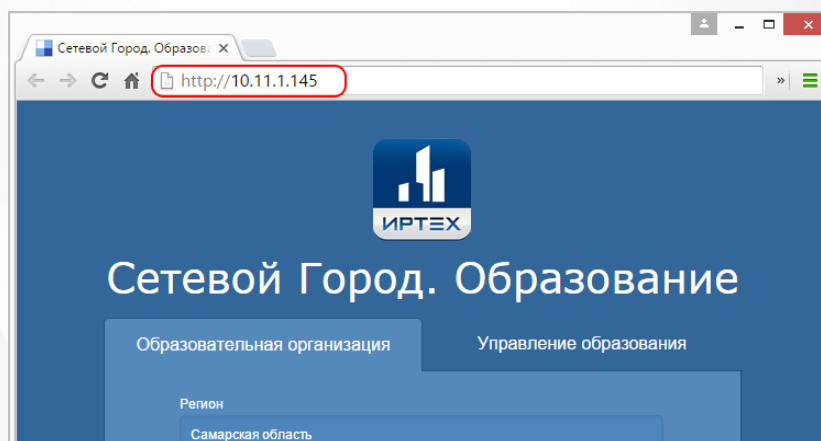 Сетевой Город. Образова
http://10.11.1.145
»
ИРТЕХ
Сетевой Город. Образование
Образовательная организация
Управление образования
Регион
Самарская область